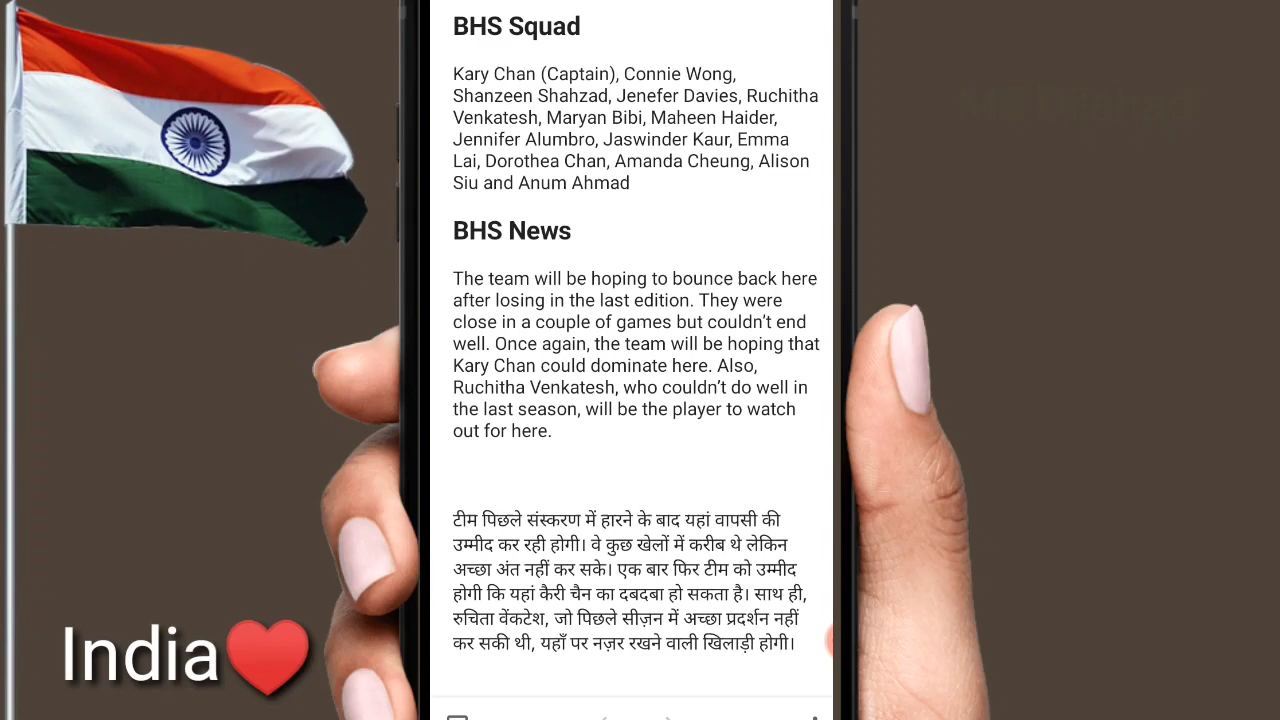 BHS Squad
Kary Chan (Captain), Connie Wong,
Shanzeen Shahzad, Jenefer Davies, Ruchitha
Venkatesh, Maryan Bibi, Maheen Haider,
Jennifer Alumbro, Jaswinder Kaur, Emma
Lai, Dorothea Chan, Amanda Cheung, Alison
Siu and Anum Ahmad
BHS News
The team will be hoping to bounce back here
after losing in the last edition. They were
close in a couple of games but couldn’t end
well. Once again, the team will be hoping that
Kary Chan could dominate here. Also,
Ruchitha Venkatesh, who couldn’t do well in
the last season, will be the player to watch
out for here.
टीम पिछले संस्करण में हारने के बाद यहां वापसी की
उम्मीद कर रही होगी। वे कुछ खेलों में करीब थे लेकिन
अच्छा अंत नहीं कर सके। एक बार फिर टीम को उम्मीद
होगी कि यहां कैरी चैन का दबदबा हो सकता है। साथ ही,
रुचिता वेंकटेश, जो पिछले सीज़न में अच्छा प्रदर्शन नहीं
कर सकी थी, यहाँ पर नज़र रखने वाली खिलाड़ी होगी।
India